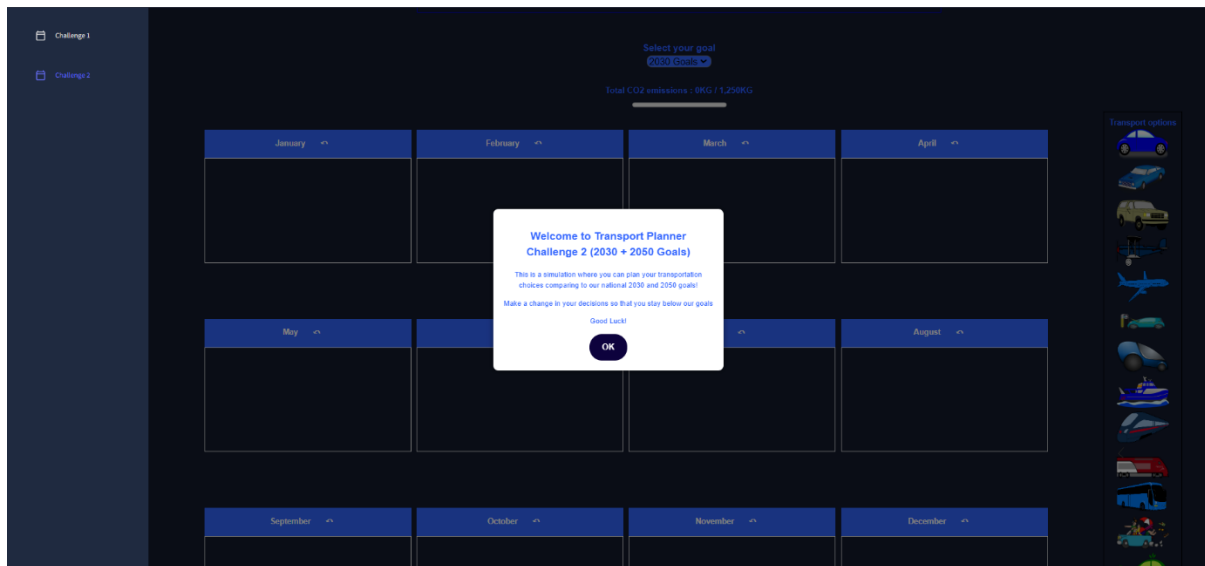 Challenge 1
Challenge 2
Select your goal
2030 Goals
Total CO2 emissions : 0KG / 1,250KG
Transport options
January
February
March
April
Welcome to Transport Planner
Challenge 2 (2030 + 2050 Goals)
This is a simulation where you can plan your transportation
choices comparing to our national 2030 and 2050 goals!
Make a change in your decisions so that you stay below our goals
Good Luck!
OK
May
August
September
October
November
December